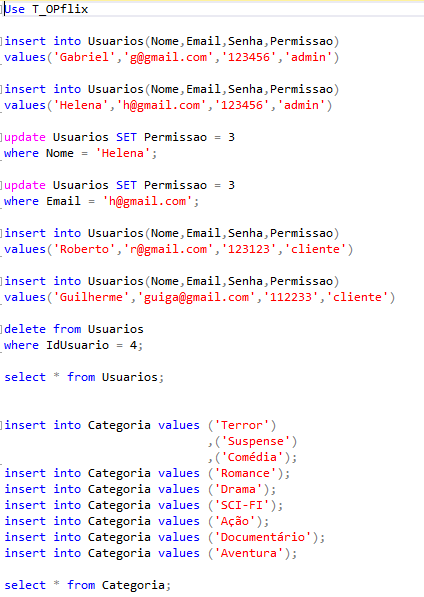 Use T_OPflix
insert into Usuarios(Nome,Email,Senha,Permissao)
values('Gabriel','g@gmail.com','123456','admin')
insert into Usuarios(Nome,Email,Senha,Permissao)
values('Helena','h@gmail.com','123456','admin')
update Usuarios SET Permissao = 3
where Nome = 'Helena';
update Usuarios SET Permissao = 3
where Email = 'h@gmail.com';
insert into Usuarios(Nome,Email,Senha,Permissao)
values('Roberto','r@gmail.com','123123','cliente')
insert into Usuarios(Nome,Email,Senha,Permissao)
values('Guilherme','guiga@gmail.com','112233','cliente')
delete from Usuarios
where IdUsuario = 4;
select * from Usuarios;
insert into Categoria values ('Terror')
,('Suspense')
,('Comédia');
insert into Categoria values ('Romance');
insert into Categoria values ('Drama');
insert into Categoria values ('SCI-FI');
insert into Categoria values ('Ação');
insert into Categoria values ('Documentário');
insert into Categoria values ('Aventura');
select * from Categoria;